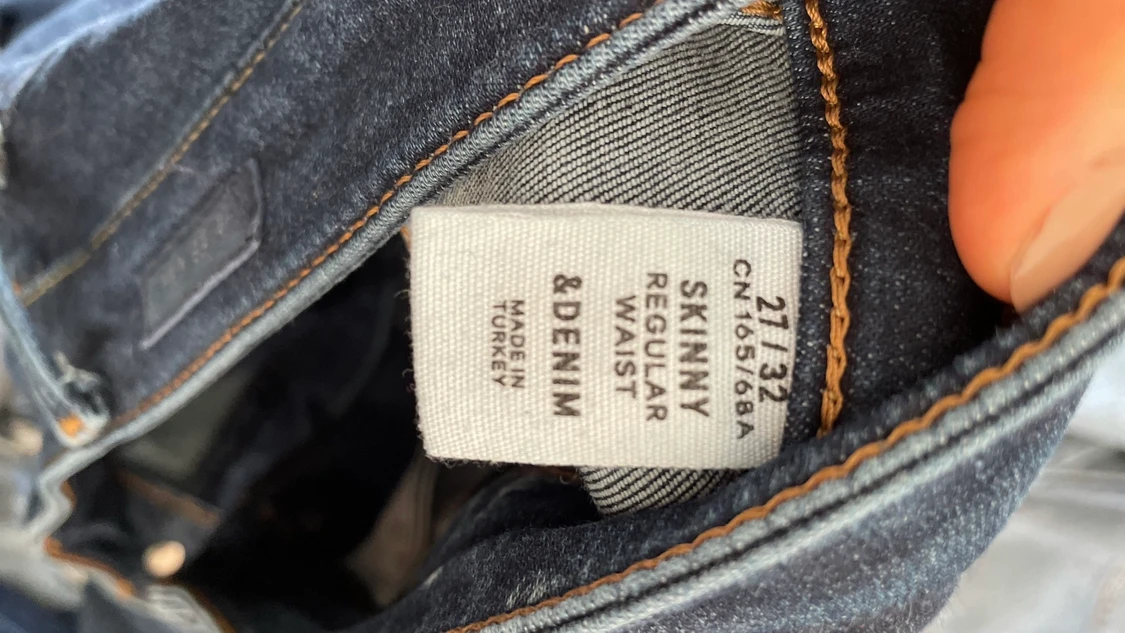 27/32
CN 165/68A
SKINNY
REGULAR
WAIST
&DENIM
MADE IN
TURKEY